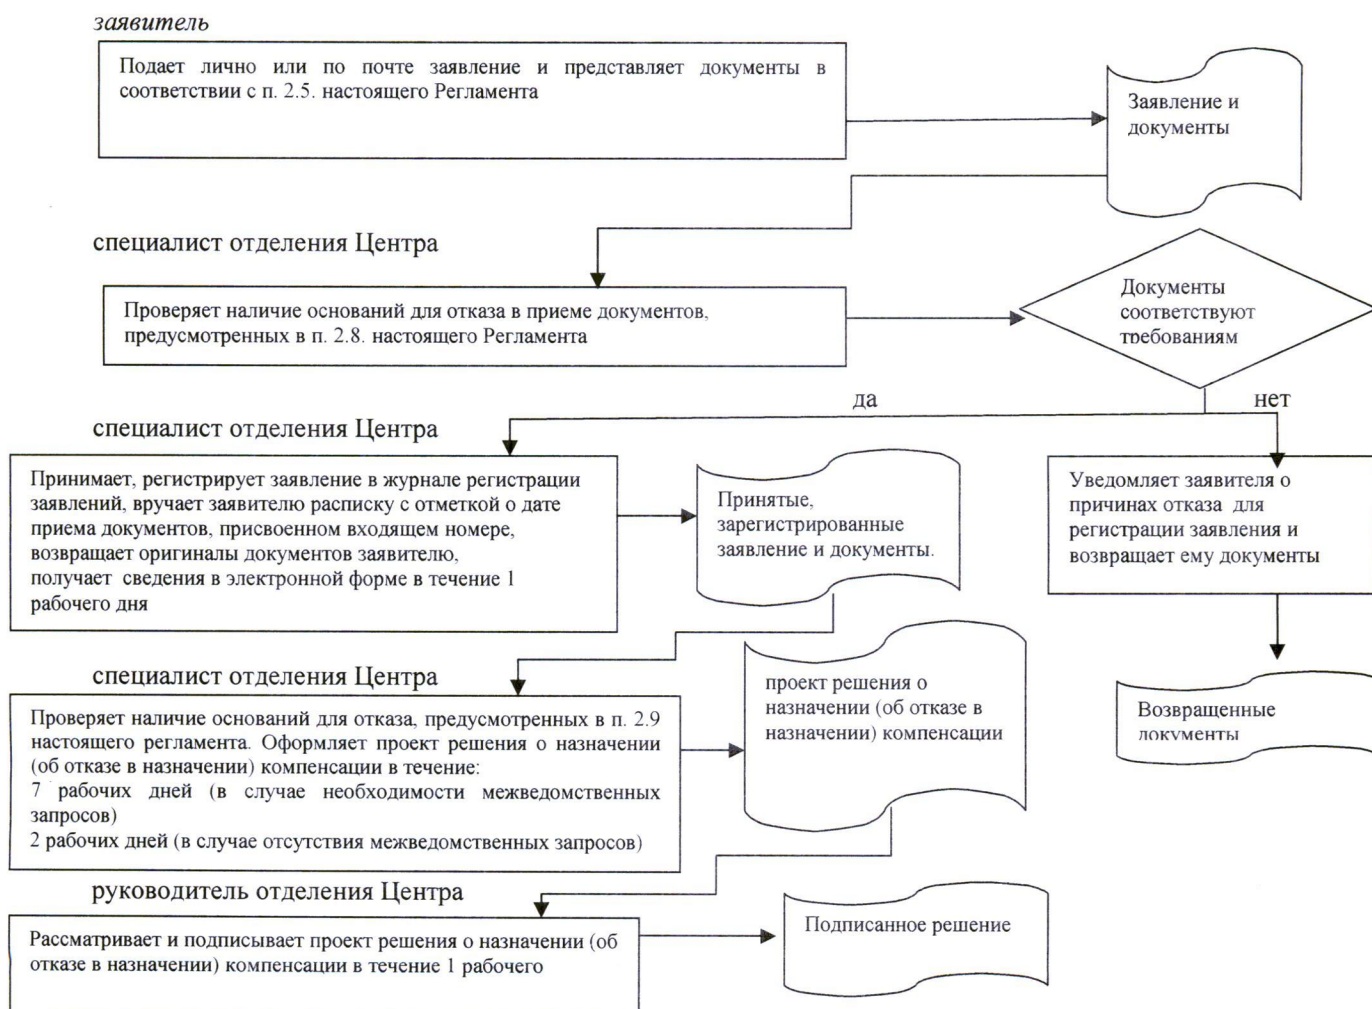 заявитель
Подает лично или по почте заявление и представляет документы в
соответствии с п. 2.5. настоящего Регламента
Заявление и
документы
специалист отделения Центра
Проверяет наличие оснований для отказа в приеме документов,
предусмотренных в п. 2.8. настоящего Регламента
Документы
соответствуют
требованиям
да
нет
специалист отделения Центра
Принимает, регистрирует заявление в журнале регистрации
заявлений, вручает заявителю расписку с отметкой о дате
приема документов, присвоенном входящем номере,
возвращает оригиналы документов заявителю,
получает сведения в электронной форме в течение 1
рабочего дня
Принятые,
зарегистрированные
заявление и документы.
Уведомляет заявителя о
причинах отказа для
регистрации заявления и
возвращает ему документы
специалист отделения Центра
Проверяет наличие оснований для отказа, предусмотренных в п. 2.9
настоящего регламента. Оформляет проект решения о назначении
(об отказе в назначении) компенсации в течение:
7 рабочих дней (в случае необходимости межведомственных
запросов)
2 рабочих дней (в случае отсутствия межведомственных запросов)
проект решения о
назначении (об отказе в
назначении) компенсации
Возвращенные
документы
руководитель отделения Центра
Рассматривает и подписывает проект решения о назначении (об
отказе в назначении) компенсации в течение 1 рабочего
Подписанное решение